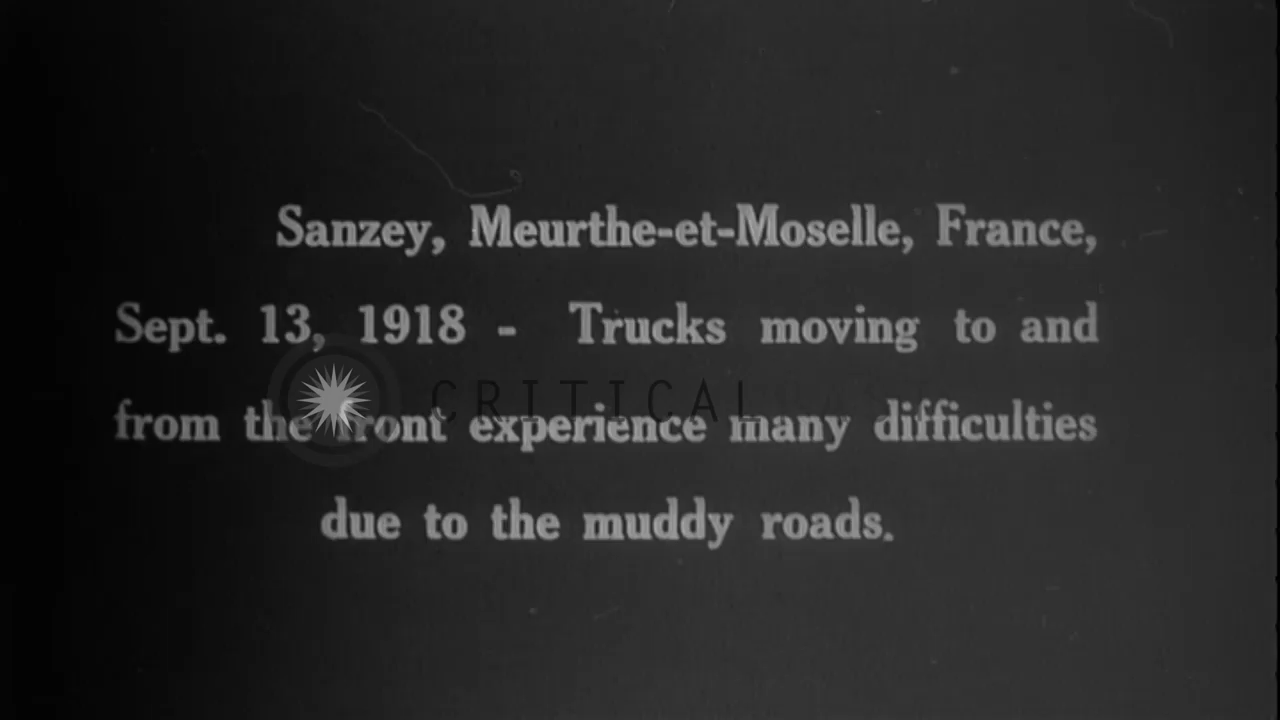 Sanzey, Meurthe-et-Moselle, France,
Sept. 13, 1918 - Trucks moving to and
CRITICAL
from the front experience many difficulties
due to the muddy roads.